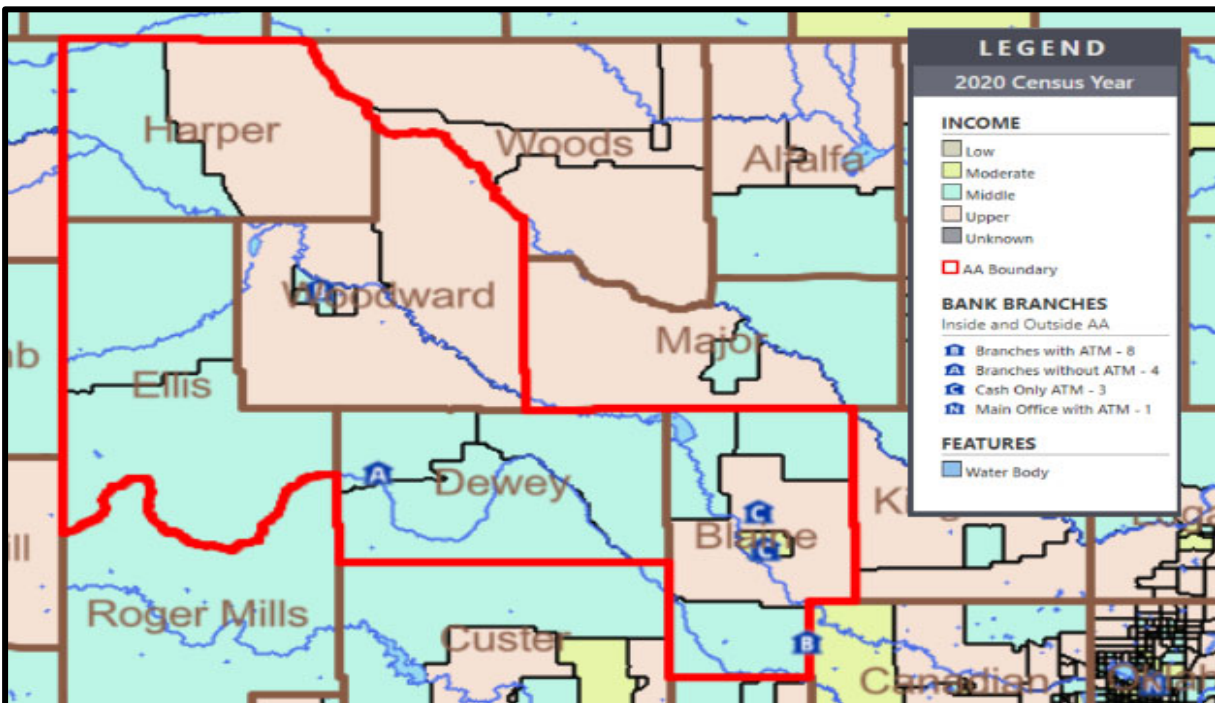 Harper
Woods
Alfalfa
Woodward
Major
Ellis
Dewey
Blaine
Roger Mills
Custer
Canadian
A
C
C
B
LEGEND
2020 Census Year
INCOME
Low
Moderate
Middle
Upper
Unknown
AA Boundary
BANK BRANCHES
Inside and Outside AA
B Branches with ATM - 8
A Branches without ATM - 4
C Cash Only ATM - 3
N Main Office with ATM - 1
FEATURES
Water Body